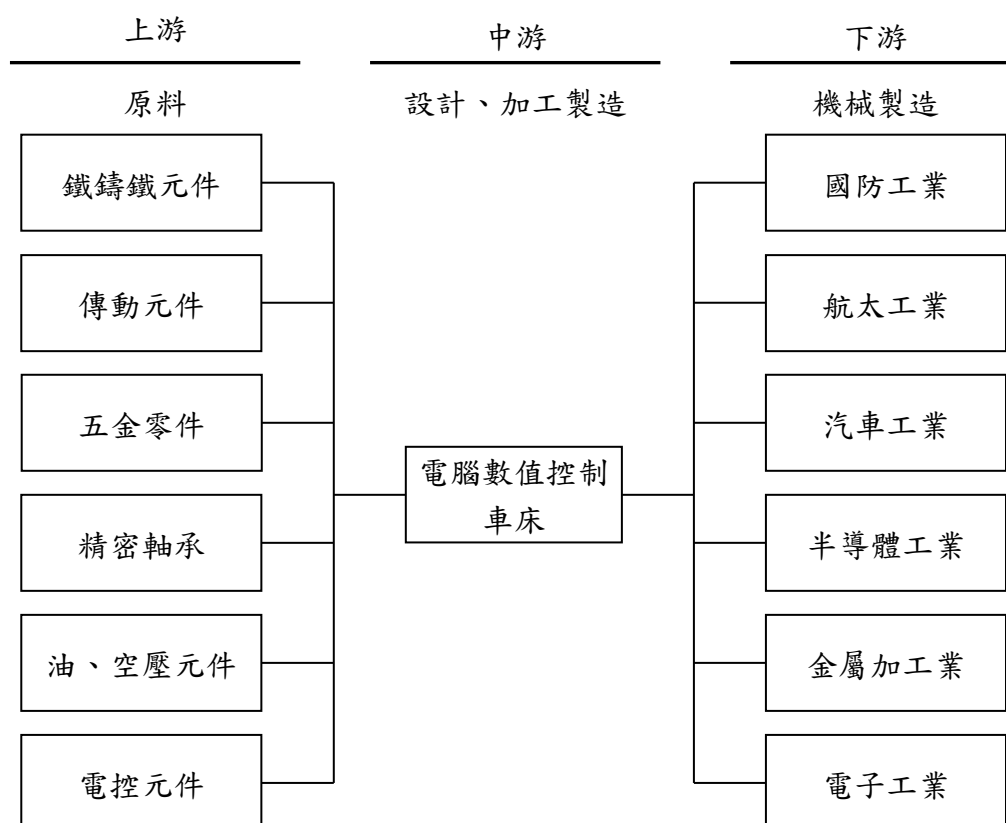 上游
中游
下游
原料
設計、加工製造
機械製造
鐵鑄鐵元件
傳動元件
五金零件
精密軸承
油、空壓元件
電控元件
電腦數值控制
車床
國防工業
航太工業
汽車工業
半導體工業
金屬加工業
電子工業